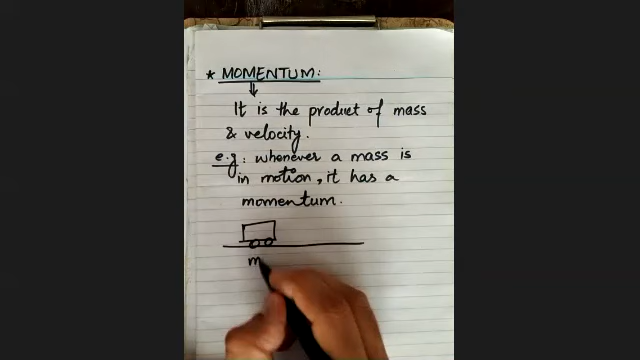 * MOMENTUM:
It is the product of mass
& velocity.
e.g: whenever a mass is
in motion, it has a
momentum.
m